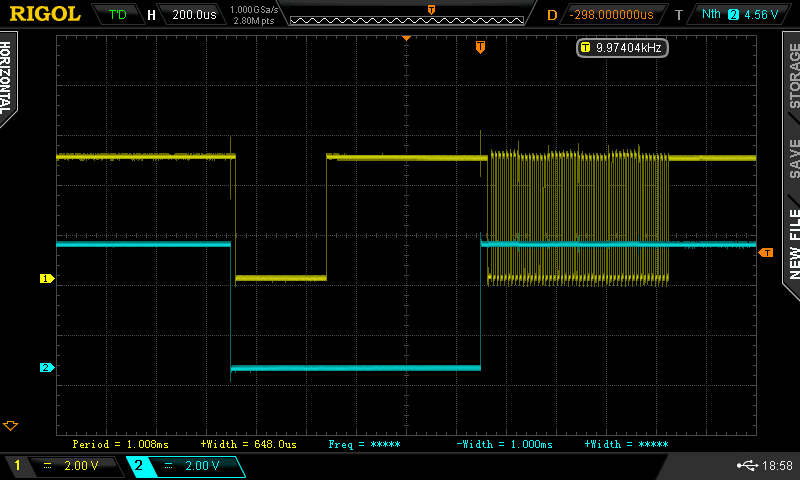 RIGOL T'D H 200.0us 1.000GSa/s 2.80M pts D -298.000000us T Nth 2 4.56 V
HORIZONTAL
T 9.97404kHz
T
STORAGE
SAVE
NEW FILE
T
1
2
Period = 1.008ms +Width = 648.0us Freq = ***** -Width = 1.000ms +Width = *****
1 2.00 V 2 2.00 V 18:58